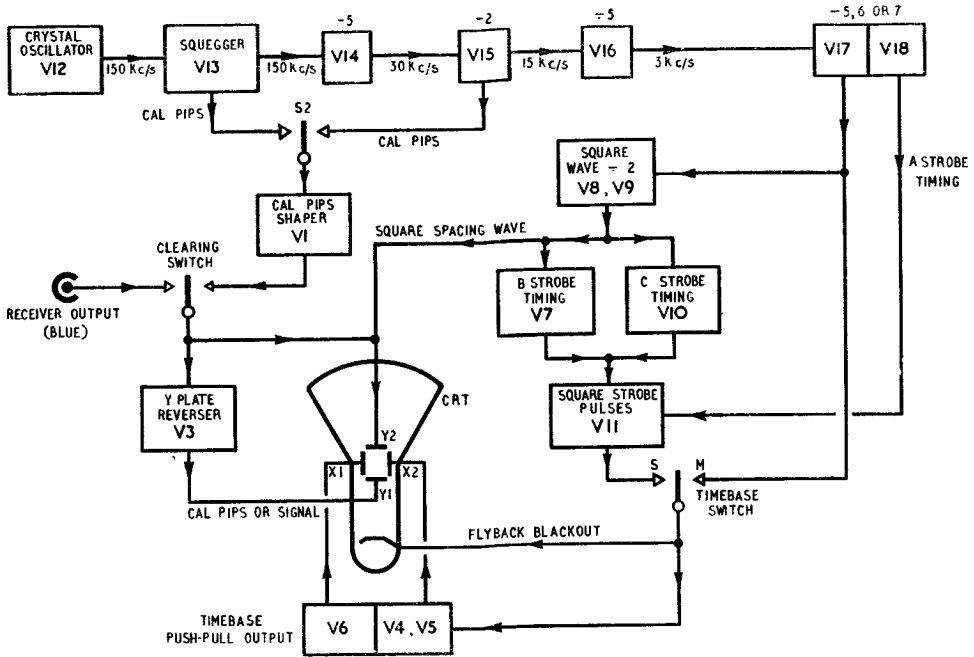 -5
-2
÷5
-5, 6 OR 7
CRYSTAL
OSCILLATOR
V12
150 Kc/s
SQUEGGER
V13
150 Kc/s
V14
30 Kc/s
V15
15 Kc/s
V16
3 Kc/s
V17
V18
CAL PIPS
S2
CAL PIPS
A STROBE
TIMING
SQUARE
WAVE ÷ 2
V8, V9
CAL PIPS
SHAPER
V1
SQUARE SPACING WAVE
CLEARING
SWITCH
B STROBE
TIMING
V7
C STROBE
TIMING
V10
RECEIVER OUTPUT
(BLUE)
Y PLATE
REVERSER
V3
CRT
SQUARE STROBE
PULSES
V11
Y2
X1
X2
Y1
S
M
TIMEBASE
SWITCH
CAL PIPS OR SIGNAL
FLYBACK BLACKOUT
TIMEBASE
PUSH-PULL OUTPUT
V6
V4, V5